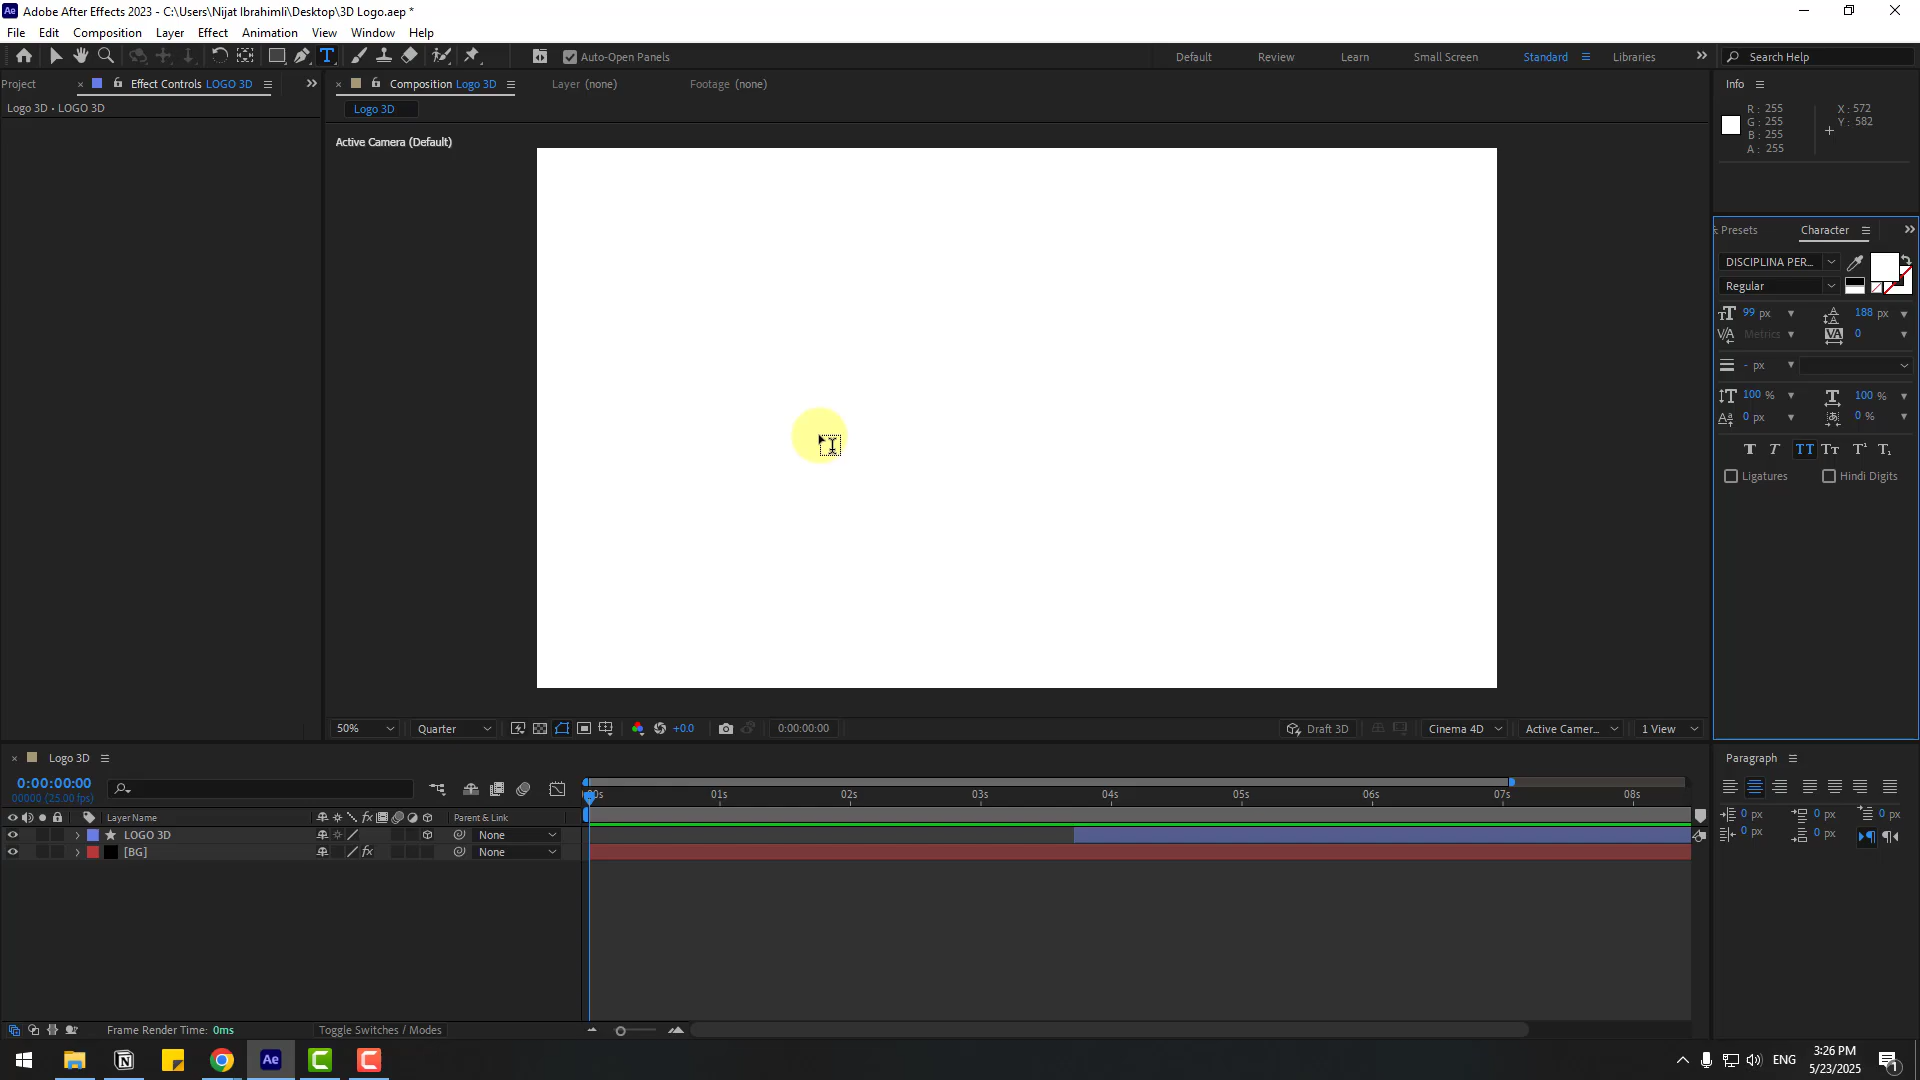 Adobe After Effects 2023 - C:\Users\Nijat Ibrahimli\Desktop\3D Logo.aep *
File Edit Composition Layer Effect Animation View Window Help
Auto-Open Panels Default Review Learn Small Screen Standard Libraries Search Help
Project Effect Controls LOGO 3D Composition Logo 3D Layer (none) Footage (none) Info
Logo 3D • LOGO 3D Logo 3D
R: 255 X: 572
G: 255 Y: 582
B: 255
A: 255
Active Camera (Default)
Presets Character
DISCIPLINA PER...
Regular
99 px 188 px
Metrics 0
- px
100 % 100 %
0 px 0 %
Ligatures Hindi Digits
50% Quarter +0.0 0:00:00:00 Draft 3D Cinema 4D Active Camer... 1 View
Logo 3D Paragraph
0:00:00:00
00000 (25.00 fps)
:00s 01s 02s 03s 04s 05s 06s 07s 08s
Layer Name Parent & Link
LOGO 3D None
[BG] None
0 px 0 px 0 px
0 px 0 px
Frame Render Time: 0ms Toggle Switches / Modes
ENG 3:26 PM
5/23/2025